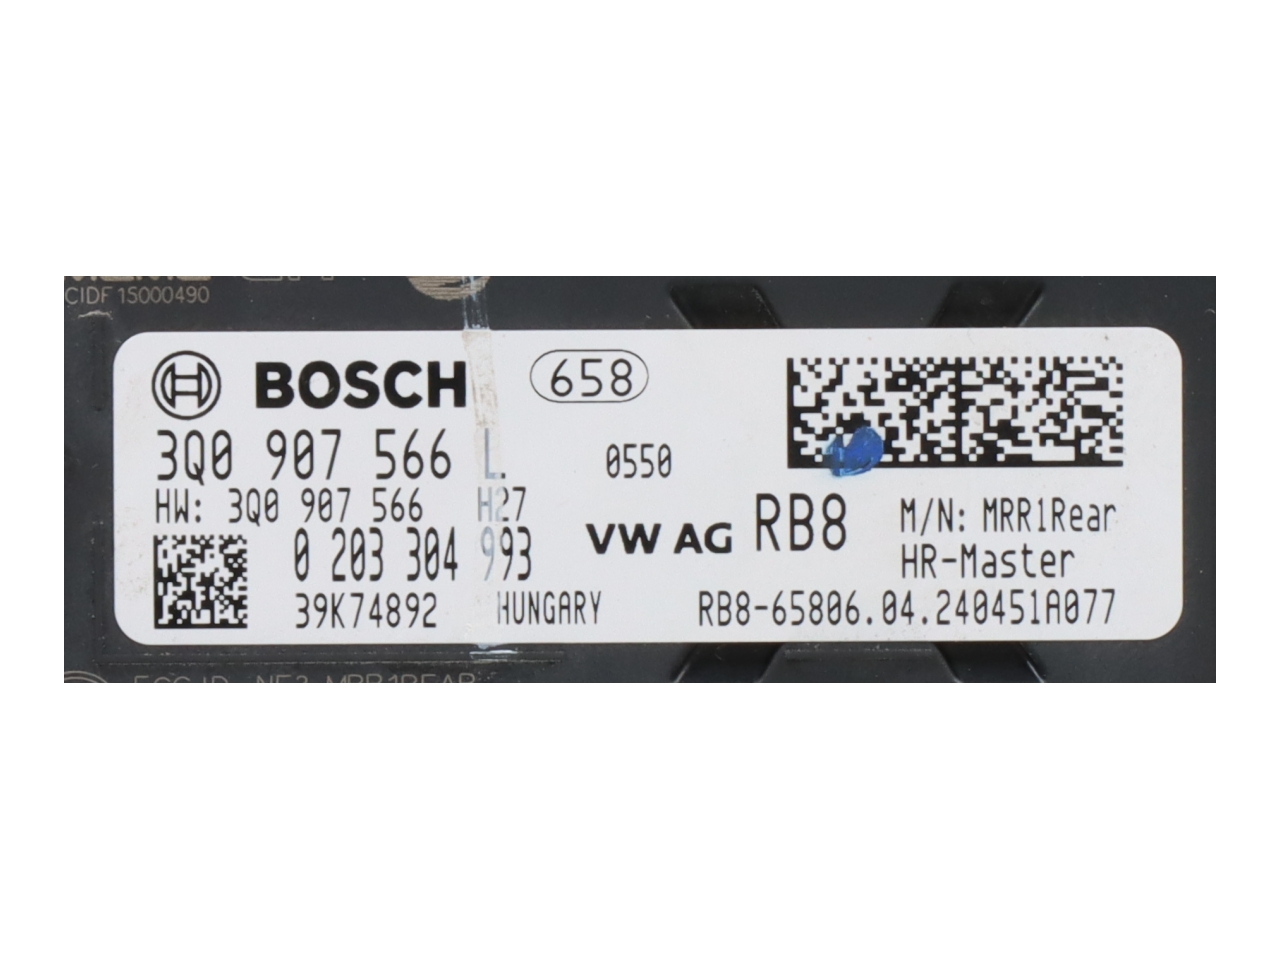 CIDF 15000490
BOSCH 658
3Q0 907 566 L 0550
HW: 3Q0 907 566 H27
VW AG RB8 M/N: MRR1Rear
0 203 304 993 HR-Master
39K74892 HUNGARY RB8-65806.04.240451A077